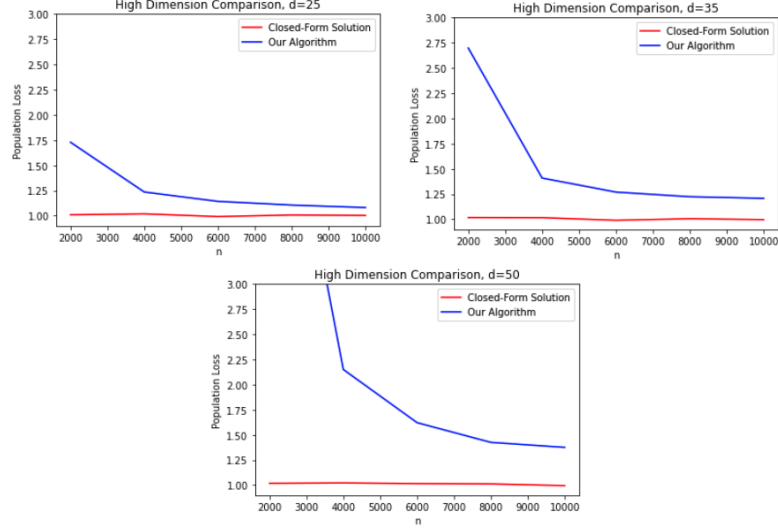 High Dimension Comparison, d=25
3.00
2.75
2.50
2.25
2.00
1.75
1.50
1.25
1.00
Population Loss
Closed-Form Solution
Our Algorithm
2000 3000 4000 5000 6000 7000 8000 9000 10000
n
High Dimension Comparison, d=35
3.00
2.75
2.50
2.25
2.00
1.75
1.50
1.25
1.00
Population Loss
Closed-Form Solution
Our Algorithm
2000 3000 4000 5000 6000 7000 8000 9000 10000
n
High Dimension Comparison, d=50
3.00
2.75
2.50
2.25
2.00
1.75
1.50
1.25
1.00
Population Loss
Closed-Form Solution
Our Algorithm
2000 3000 4000 5000 6000 7000 8000 9000 10000
n